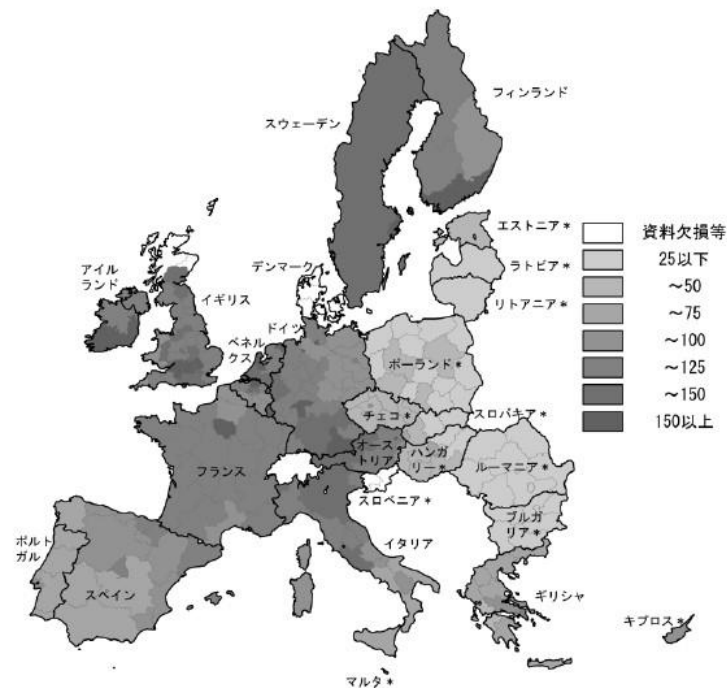 フィンランド
スウェーデン
エストニア*
ラトビア*
リトアニア*
デンマーク
アイル
ランド
イギリス
ドイツ
ベネル
クス
ポーランド*
チェコ*
スロバキア*
オース
トリア
ハンガ
リー*
ルーマニア*
フランス
スロベニア*
ブルガ
リア*
ポルト
ガル
イタリア
スペイン
ギリシャ
キプロス*
マルタ*
資料欠損等
25以下
～50
～75
～100
～125
～150
150以上